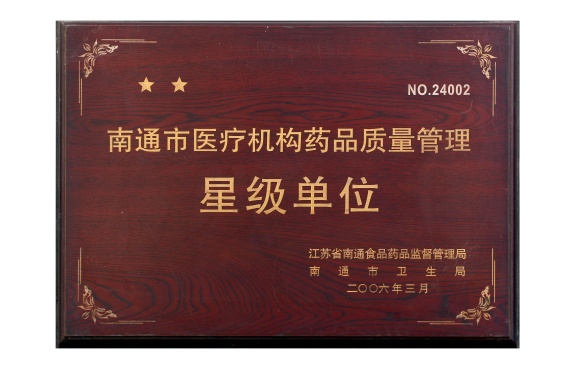 NO.24002
南通市医疗机构药品质量管理
星级单位
江苏省南通食品药品监督管理局
南通市卫生局
二〇〇六年三月